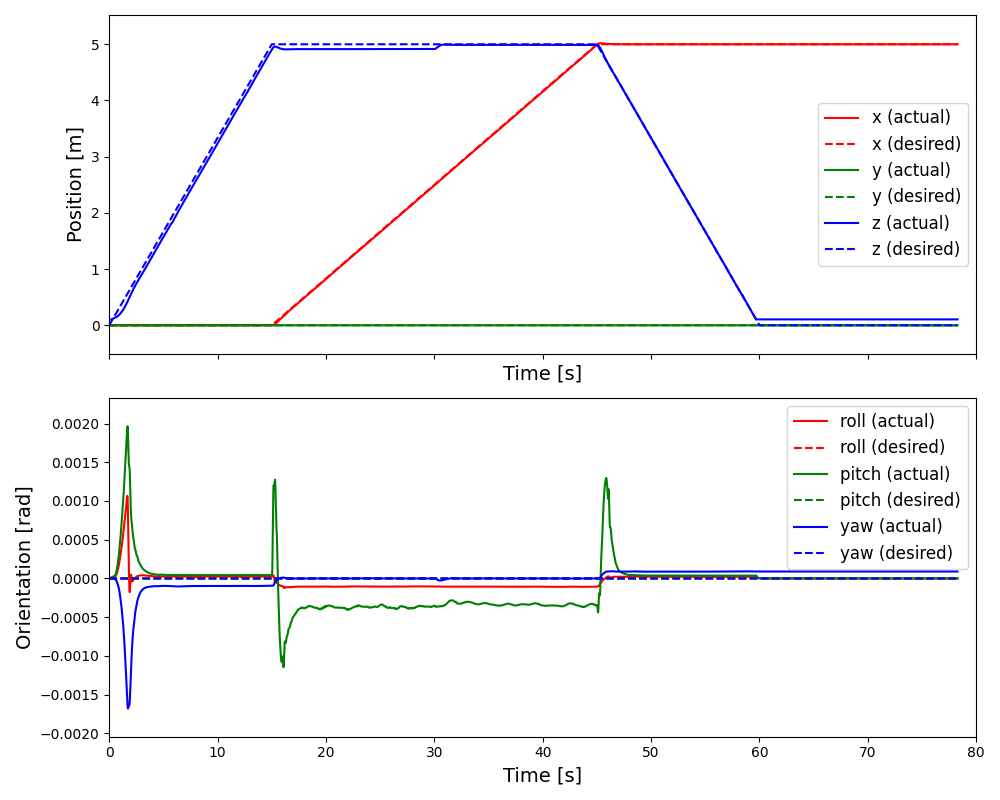 Position [m]
5
4
3
2
1
0
x (actual)
x (desired)
y (actual)
y (desired)
z (actual)
z (desired)
Time [s]
Orientation [rad]
0.0020
0.0015
0.0010
0.0005
0.0000
−0.0005
−0.0010
−0.0015
−0.0020
roll (actual)
roll (desired)
pitch (actual)
pitch (desired)
yaw (actual)
yaw (desired)
0 10 20 30 40 50 60 70 80
Time [s]